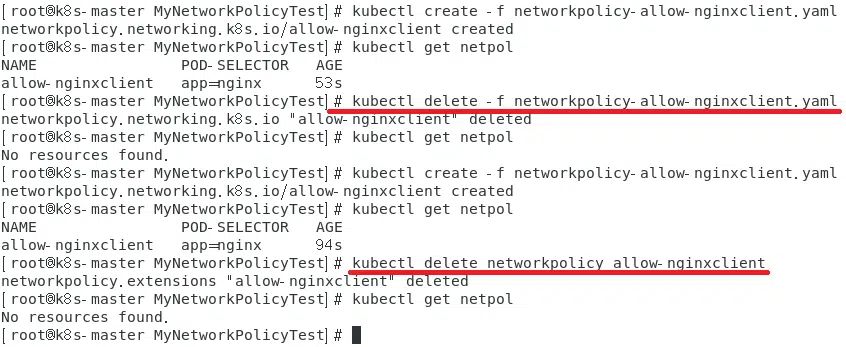 [root@k8s-master MyNetworkPolicyTest]# kubectl create -f networkpolicy-allow-nginxclient.yaml
networkpolicy.networking.k8s.io/allow-nginxclient created
[root@k8s-master MyNetworkPolicyTest]# kubectl get netpol
NAME                POD-SELECTOR   AGE
allow-nginxclient   app=nginx      53s
[root@k8s-master MyNetworkPolicyTest]# kubectl delete -f networkpolicy-allow-nginxclient.yaml
networkpolicy.networking.k8s.io "allow-nginxclient" deleted
[root@k8s-master MyNetworkPolicyTest]# kubectl get netpol
No resources found.
[root@k8s-master MyNetworkPolicyTest]# kubectl create -f networkpolicy-allow-nginxclient.yaml
networkpolicy.networking.k8s.io/allow-nginxclient created
[root@k8s-master MyNetworkPolicyTest]# kubectl get netpol
NAME                POD-SELECTOR   AGE
allow-nginxclient   app=nginx      94s
[root@k8s-master MyNetworkPolicyTest]# kubectl delete networkpolicy allow-nginxclient
networkpolicy.extensions "allow-nginxclient" deleted
[root@k8s-master MyNetworkPolicyTest]# kubectl get netpol
No resources found.
[root@k8s-master MyNetworkPolicyTest]#